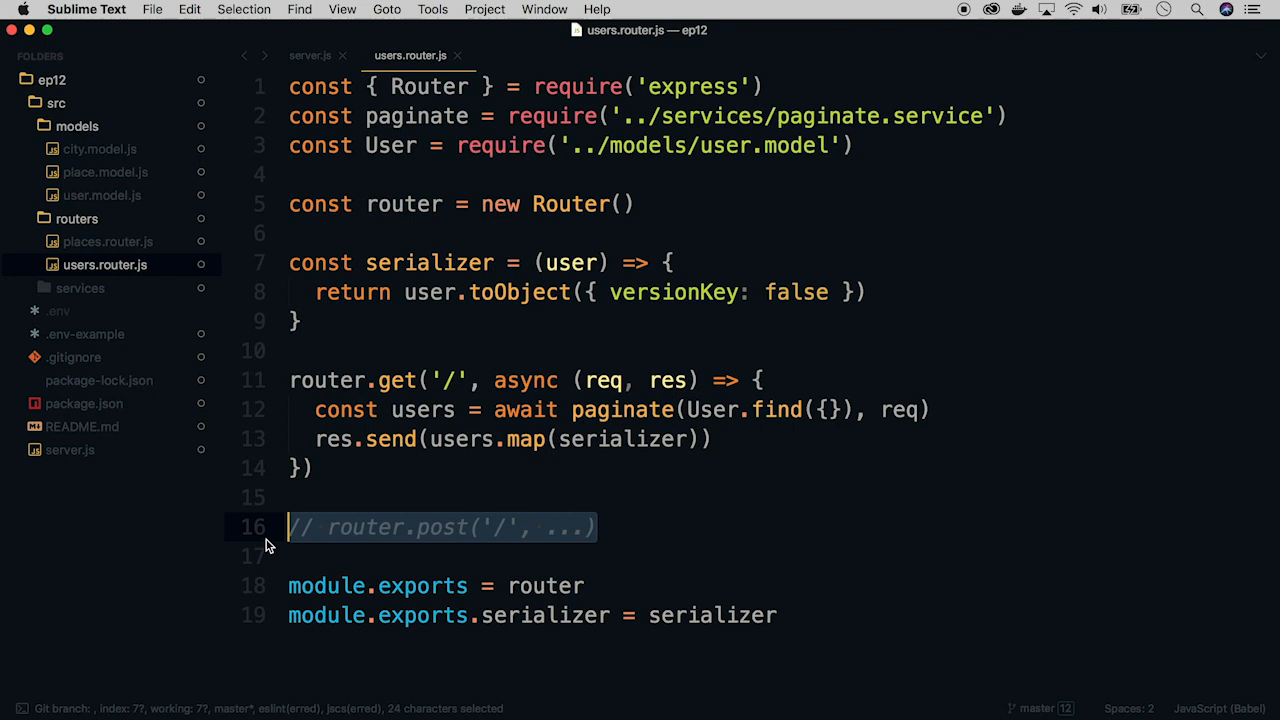 Sublime Text File Edit Selection Find View Goto Tools Project Window Help
users.router.js — ep12
FOLDERS
ep12
src
models
city.model.js
place.model.js
user.model.js
routers
places.router.js
users.router.js
services
.env
.env-example
.gitignore
package-lock.json
package.json
README.md
server.js
server.js
users.router.js
1 const { Router } = require('express')
2 const paginate = require('../services/paginate.service')
3 const User = require('../models/user.model')
4
5 const router = new Router()
6
7 const serializer = (user) => {
8 return user.toObject({ versionKey: false })
9 }
10
11 router.get('/', async (req, res) => {
12 const users = await paginate(User.find({}), req)
13 res.send(users.map(serializer))
14 })
15
16 // router.post('/', ...)
17
18 module.exports = router
19 module.exports.serializer = serializer
Git branch: , index: 7?, working: 7?, master*, eslint(erred), jscs(erred), 24 characters selected
master 12
Spaces: 2
JavaScript (Babel)